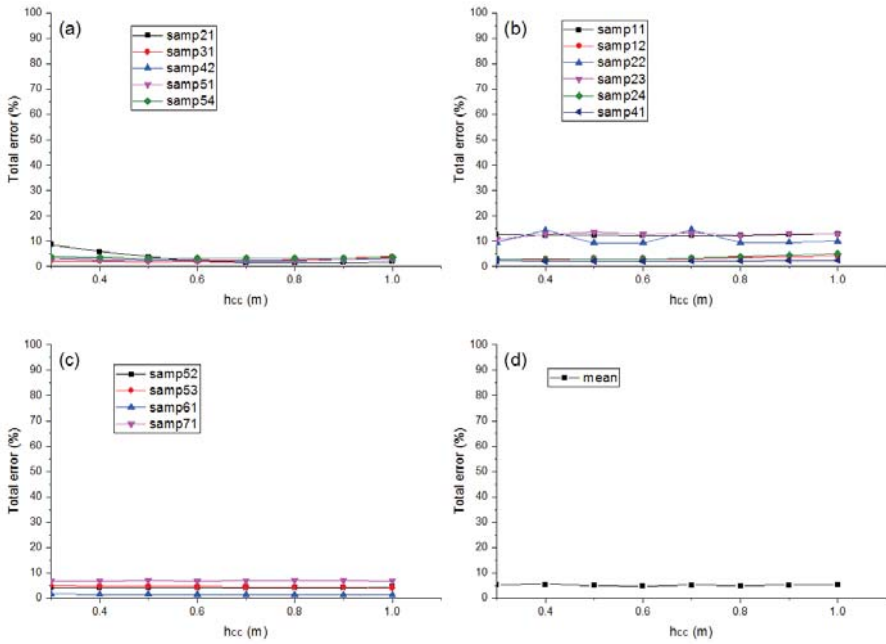 (a)
samp21
samp31
samp42
samp51
samp54
Total error (%)
100
90
80
70
60
50
40
30
20
10
0
0.4
0.6
0.8
1.0
hcc (m)
(b)
samp11
samp12
samp22
samp23
samp24
samp41
Total error (%)
100
90
80
70
60
50
40
30
20
10
0
0.4
0.6
0.8
1.0
hcc (m)
(c)
samp52
samp53
samp61
samp71
Total error (%)
100
90
80
70
60
50
40
30
20
10
0
0.4
0.6
0.8
1.0
hcc (m)
(d)
mean
Total error (%)
100
90
80
70
60
50
40
30
20
10
0
0.4
0.6
0.8
1.0
hcc (m)